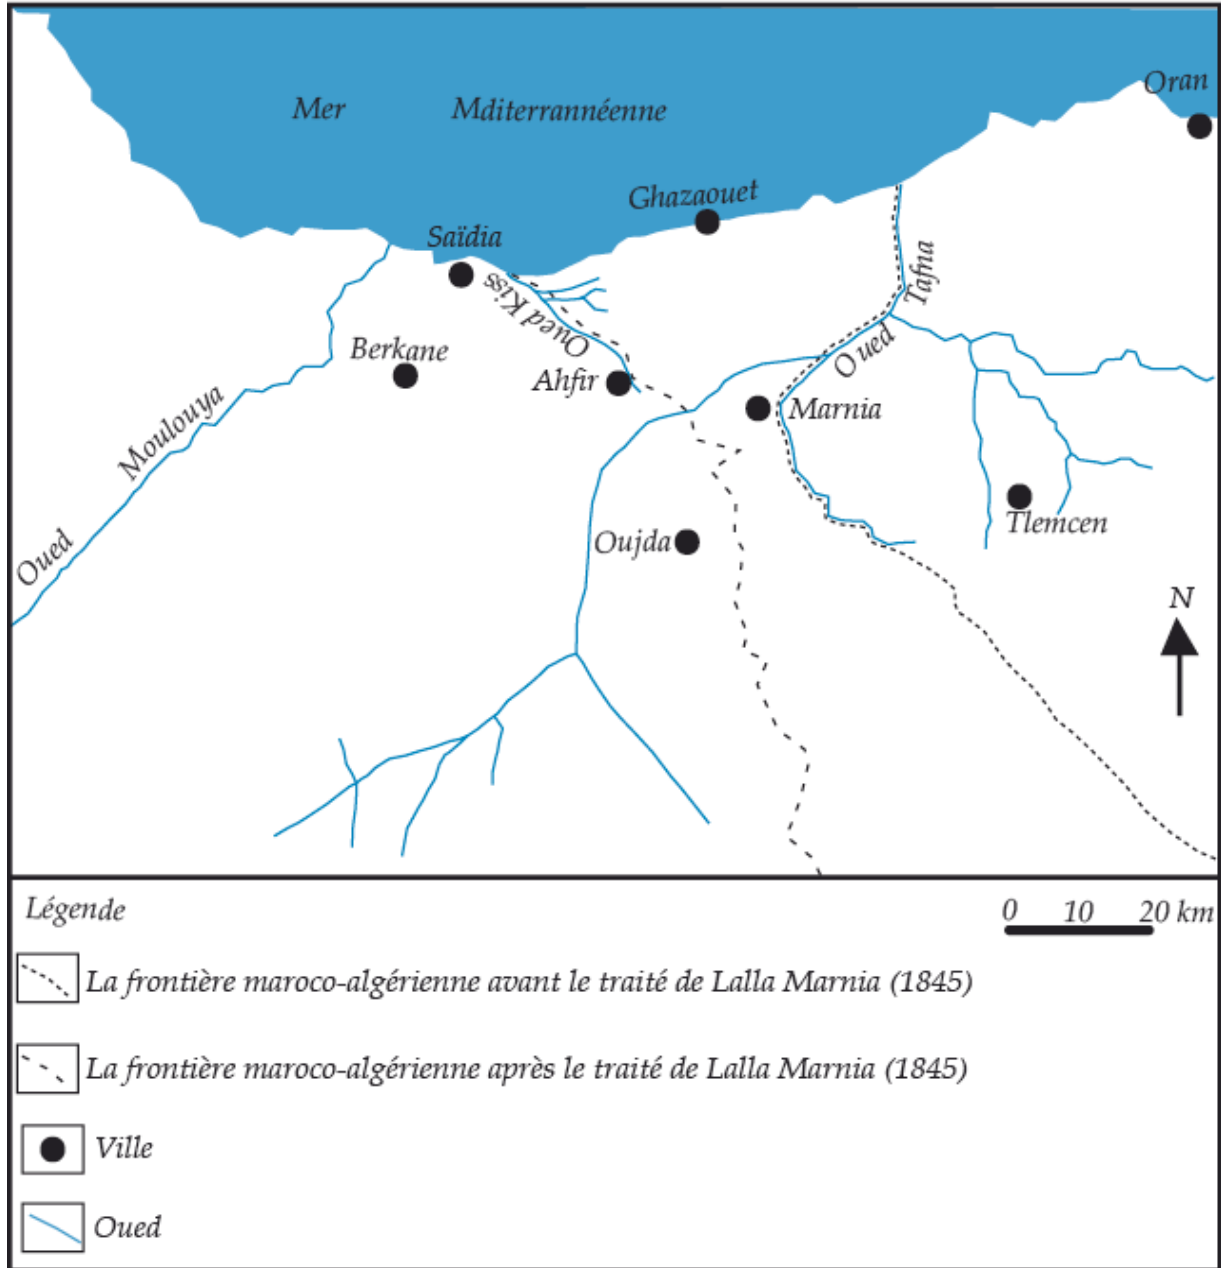 Oran
Mer Mditerrannéenne
Ghazaouet
Saïdia
Oued Kiss
Oued Tafna
Berkane
Ahfir
Marnia
Oued Moulouya
Tlemcen
Oujda
N
Légende
0 10 20 km
La frontière maroco-algérienne avant le traité de Lalla Marnia (1845)
La frontière maroco-algérienne après le traité de Lalla Marnia (1845)
Ville
Oued